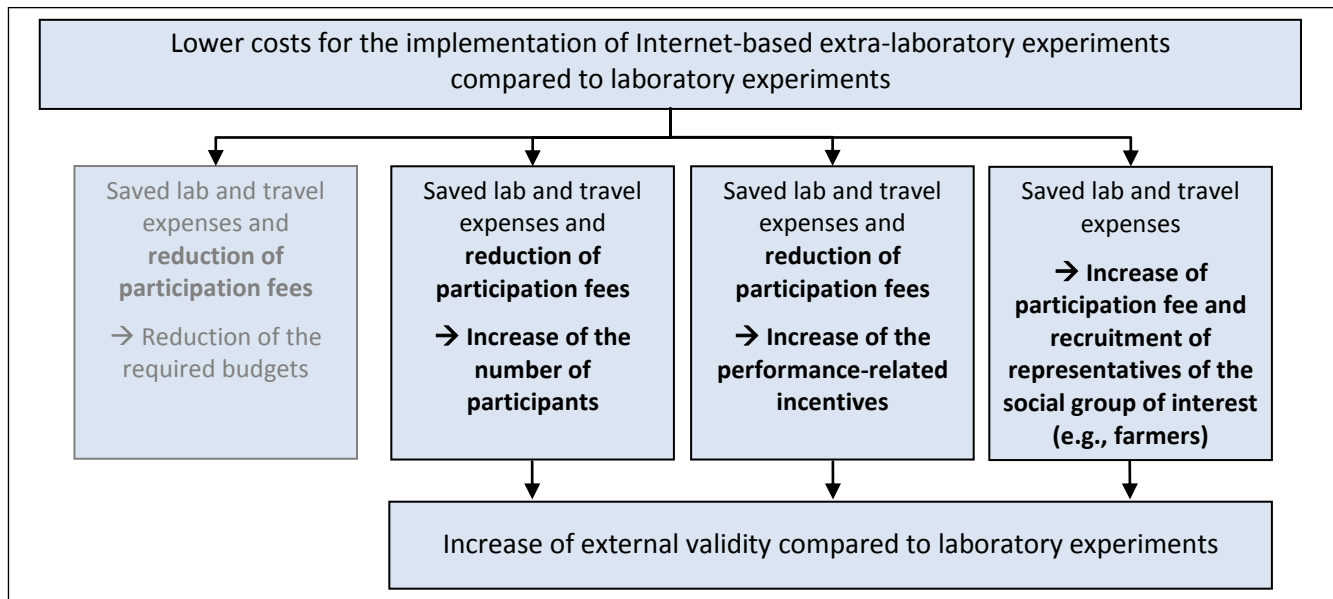 Lower costs for the implementation of Internet-based extra-laboratory experiments
compared to laboratory experiments
Saved lab and travel
expenses and
reduction of
participation fees
→ Reduction of the
required budgets
Saved lab and travel
expenses and
reduction of
participation fees
→ Increase of the
number of
participants
Saved lab and travel
expenses and
reduction of
participation fees
→ Increase of the
performance-related
incentives
Saved lab and travel
expenses
→ Increase of
participation fee and
recruitment of
representatives of the
social group of interest
(e.g., farmers)
Increase of external validity compared to laboratory experiments